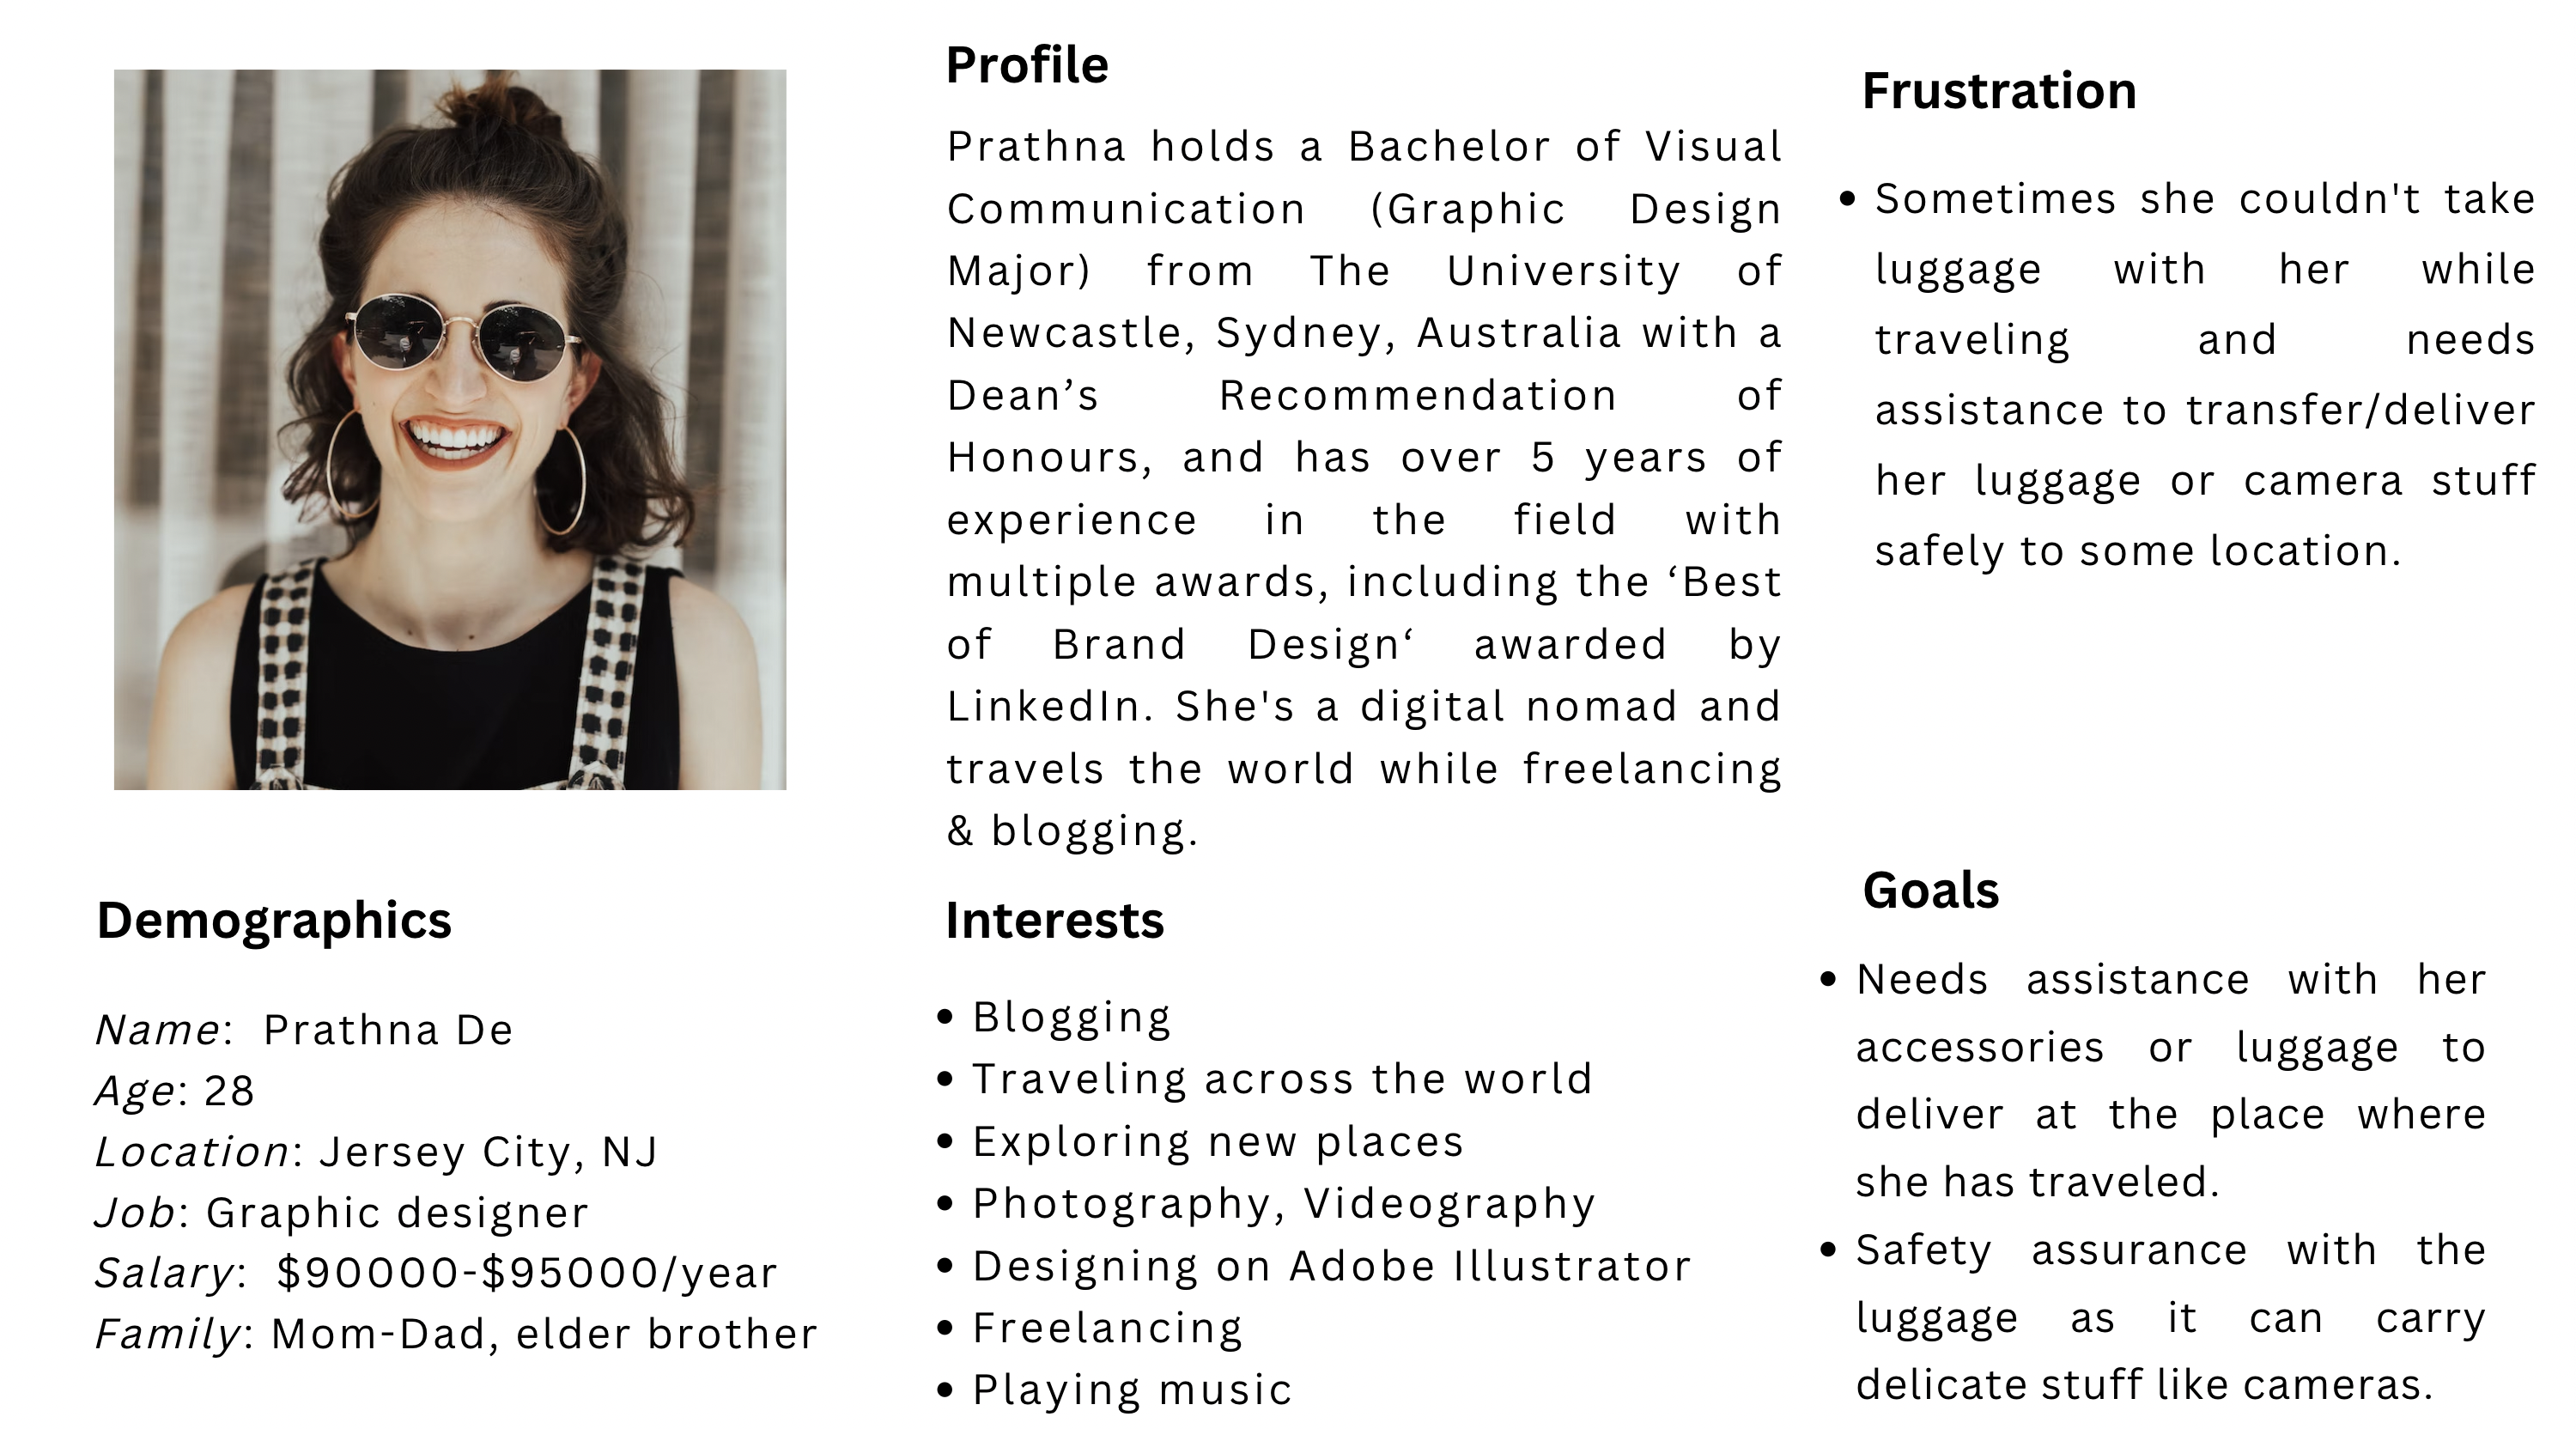 Profile
Prathna holds a Bachelor of Visual
Communication (Graphic Design
Major) from The University of
Newcastle, Sydney, Australia with a
Dean’s Recommendation of
Honours, and has over 5 years of
experience in the field with
multiple awards, including the ‘Best
of Brand Design‘ awarded by
LinkedIn. She's a digital nomad and
travels the world while freelancing
& blogging.
Frustration
• Sometimes she couldn't take
luggage with her while
traveling and needs
assistance to transfer/deliver
her luggage or camera stuff
safely to some location.
Demographics
Name: Prathna De
Age: 28
Location: Jersey City, NJ
Job: Graphic designer
Salary: $90000-$95000/year
Family: Mom-Dad, elder brother
Interests
• Blogging
• Traveling across the world
• Exploring new places
• Photography, Videography
• Designing on Adobe Illustrator
• Freelancing
• Playing music
Goals
• Needs assistance with her
accessories or luggage to
deliver at the place where
she has traveled.
• Safety assurance with the
luggage as it can carry
delicate stuff like cameras.